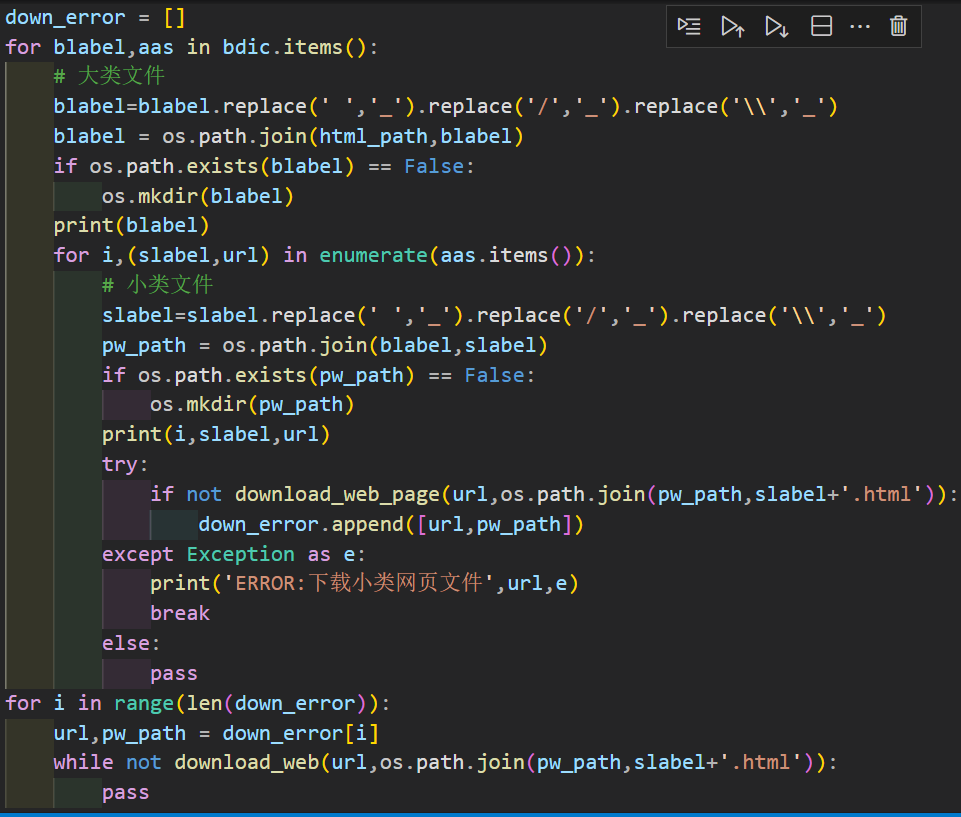 down_error = []
for blabel,aas in bdic.items():
    # 大类文件
    blabel=blabel.replace(' ','_').replace('/','_').replace('\\','_')
    blabel = os.path.join(html_path,blabel)
    if os.path.exists(blabel) == False:
        os.mkdir(blabel)
    print(blabel)
    for i,(slabel,url) in enumerate(aas.items()):
        # 小类文件
        slabel=slabel.replace(' ','_').replace('/','_').replace('\\','_')
        pw_path = os.path.join(blabel,slabel)
        if os.path.exists(pw_path) == False:
            os.mkdir(pw_path)
        print(i,slabel,url)
        try:
            if not download_web_page(url,os.path.join(pw_path,slabel+'.html')):
                down_error.append([url,pw_path])
        except Exception as e:
            print('ERROR:下载小类网页文件',url,e)
            break
        else:
            pass
for i in range(len(down_error)):
    url,pw_path = down_error[i]
    while not download_web(url,os.path.join(pw_path,slabel+'.html')):
        pass